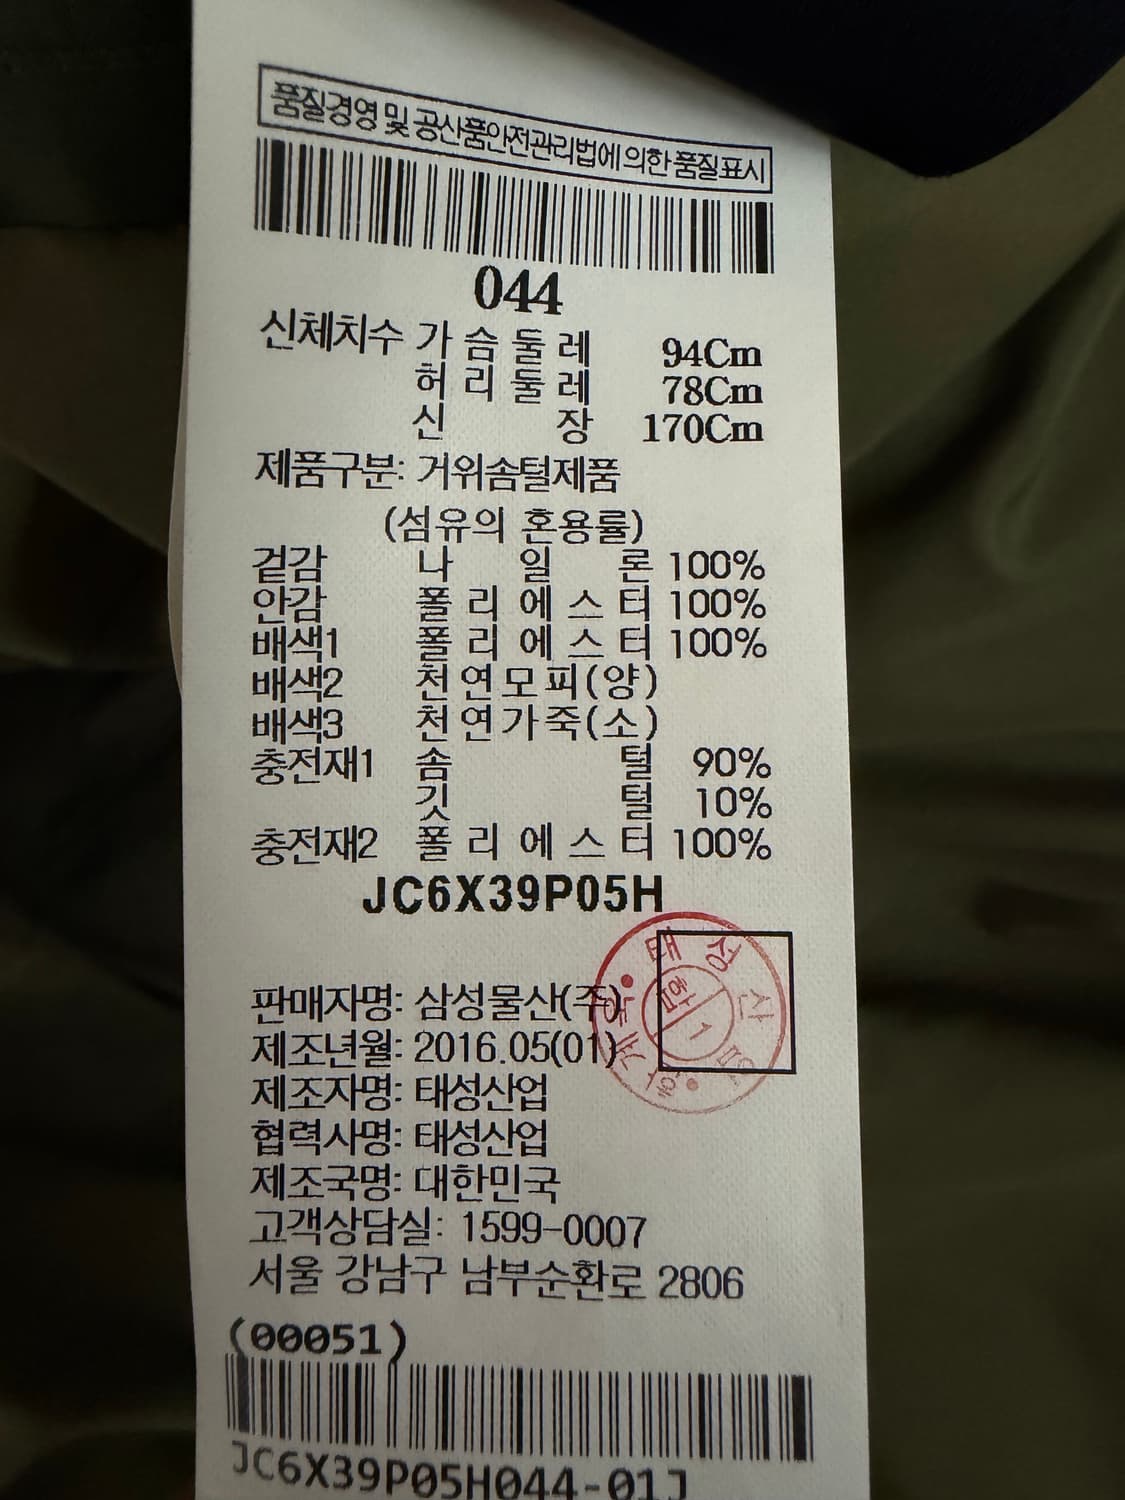 품질경영 및 공산품안전관리법에 의한 품질표시
044
신체치수 가슴둘레 94Cm
허리둘레 78Cm
신장 170Cm
제품구분: 거위솜털제품
(섬유의 혼용률)
겉감 나일론 100%
안감 폴리에스터 100%
배색1 폴리에스터 100%
배색2 천연모피(양)
배색3 천연가죽(소)
충전재1 솜털 90%
깃털 10%
충전재2 폴리에스터 100%
JC6X39P05H
태성산업
합
1
판매자명: 삼성물산(주)
제조년월: 2016.05(01)
제조자명: 태성산업
협력사명: 태성산업
제조국명: 대한민국
고객상담실: 1599-0007
서울 강남구 남부순환로 2806
(00051)
JC6X39P05H044-01J